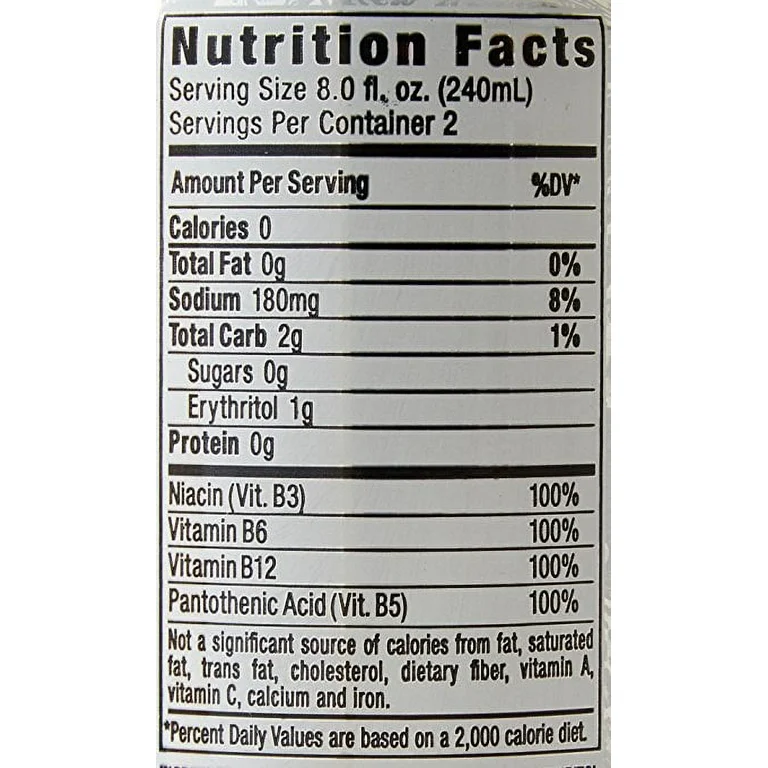 Nutrition Facts
Serving Size 8.0 fl. oz. (240mL)
Servings Per Container 2
Amount Per Serving %DV*
Calories 0
Total Fat 0g 0%
Sodium 180mg 8%
Total Carb 2g 1%
Sugars 0g
Erythritol 1g
Protein 0g
Niacin (Vit. B3) 100%
Vitamin B6 100%
Vitamin B12 100%
Pantothenic Acid (Vit. B5) 100%
Not a significant source of calories from fat, saturated
fat, trans fat, cholesterol, dietary fiber, vitamin A,
vitamin C, calcium and iron.
*Percent Daily Values are based on a 2,000 calorie diet.